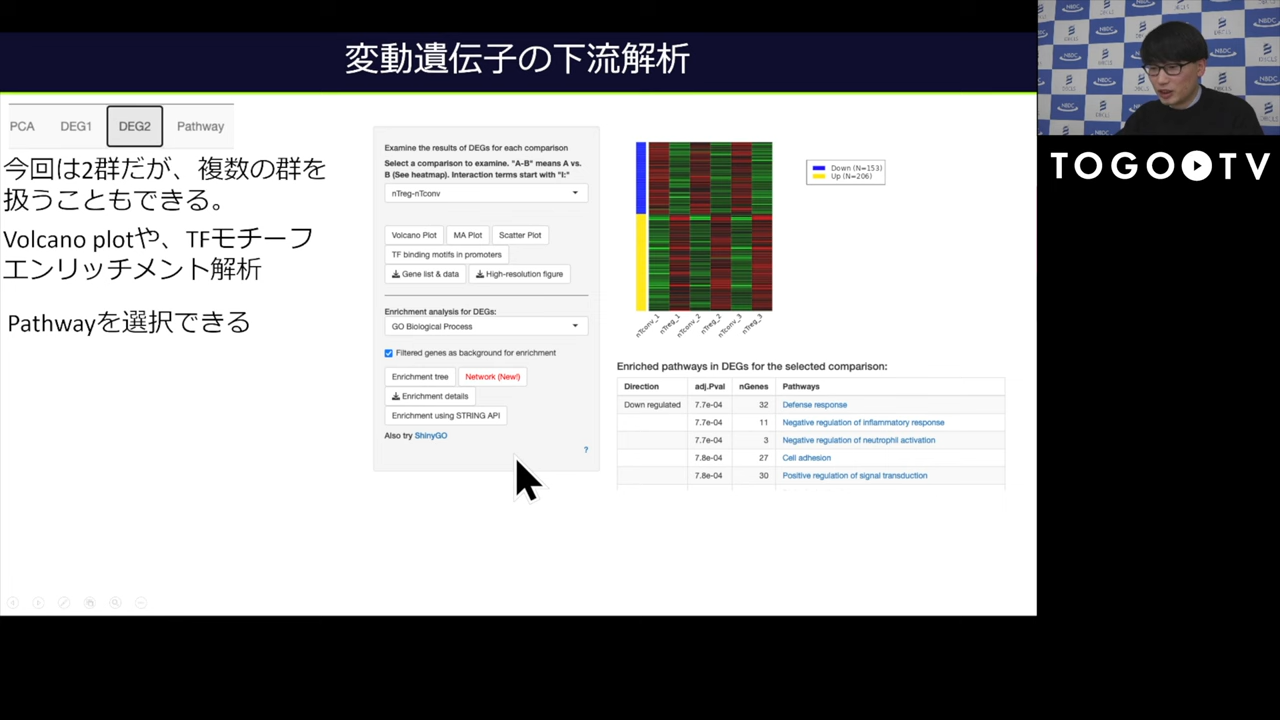 変動遺伝子の下流解析
PCA DEG1 DEG2 Pathway
今回は2群だが、複数の群を
扱うこともできる。
Volcano plotや、TFモチーフ
エンリッチメント解析
Pathwayを選択できる
Examine the results of DEGs for each comparison
Select a comparison to examine. "A-B" means A vs.
B (See heatmap). Interaction terms start with "I:"
nTreg-nTconv
Volcano Plot MA Plot Scatter Plot
TF binding motifs in promoters
Gene list & data High-resolution figure
Enrichment analysis for DEGs:
GO Biological Process
Filtered genes as background for enrichment
Enrichment tree Network (New!)
Enrichment details
Enrichment using STRING API
Also try ShinyGO
?
Down (N=153)
Up (N=206)
nTconv_1 nTreg_1 nTconv_2 nTreg_2 nTconv_3 nTreg_3
Enriched pathways in DEGs for the selected comparison:
Direction adj.Pval nGenes Pathways
Down regulated 7.7e-04 32 Defense response
7.7e-04 11 Negative regulation of inflammatory response
7.7e-04 3 Negative regulation of neutrophil activation
7.8e-04 27 Cell adhesion
7.8e-04 30 Positive regulation of signal transduction
NBDC
DBCLS
TOGO TV